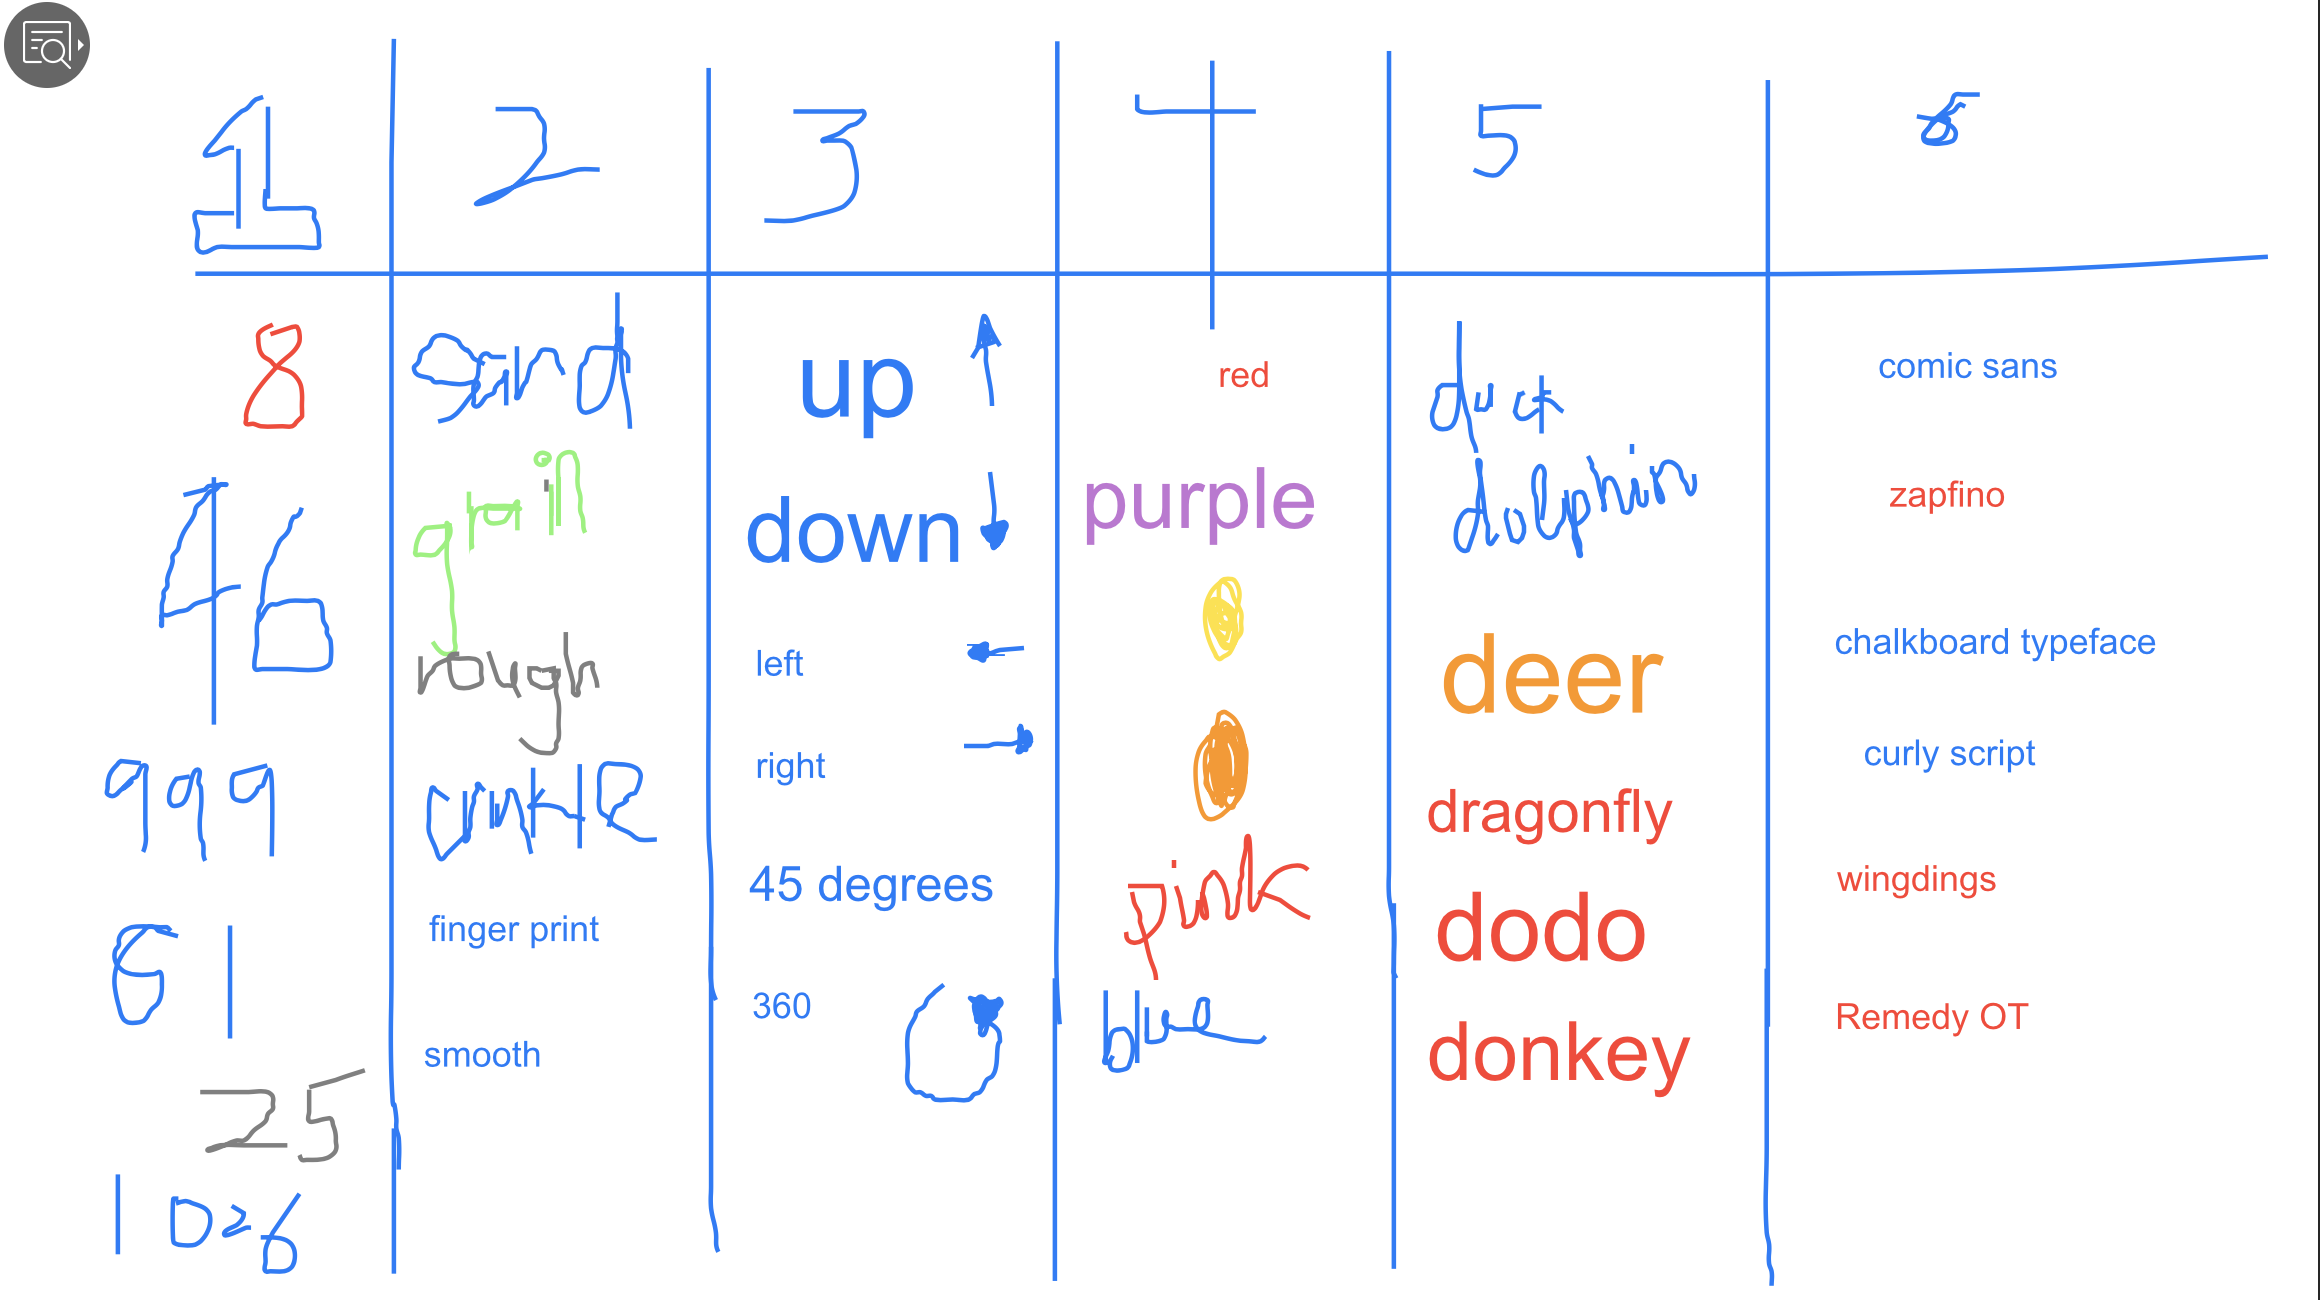 1 2 3 4 5 6
8 sand up red duck comic sans
46 grain down purple dolphin zapfino
rough left deer chalkboard typeface
999 crinkle right dragonfly curly script
61 finger print 45 degrees pink dodo wingdings
25 smooth 360 blue donkey Remedy OT
1026